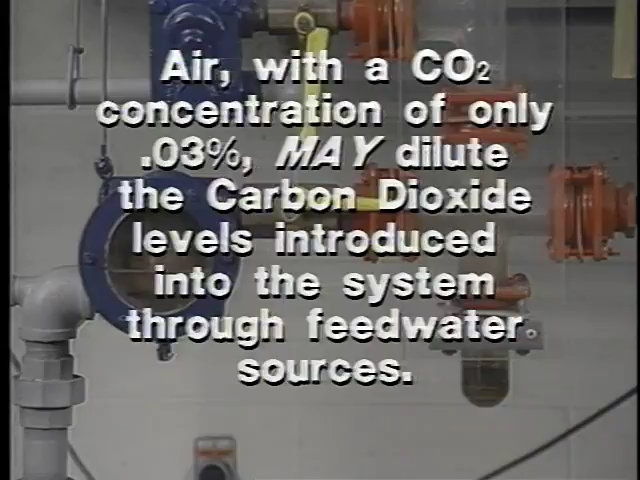 Air, with a CO₂
concentration of only
.03%, MAY dilute
the Carbon Dioxide
levels introduced
into the system
through feedwater
sources.